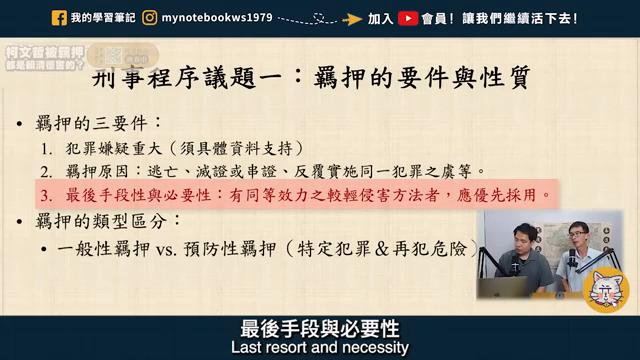 我的學習筆記
mynotebookws1979
加入 會員！讓我們繼續活下去！
柯文哲被羈押
都是賴清德害的？
刑事程序議題一：羈押的要件與性質
• 羈押的三要件：
1. 犯罪嫌疑重大（須具體資料支持）
2. 羈押原因：逃亡、滅證或串證、反覆實施同一犯罪之虞等。
3. 最後手段性與必要性：有同等效力之較輕侵害方法者，應優先採用。
• 羈押的類型區分：
• 一般性羈押 vs. 預防性羈押（特定犯罪＆再犯危險）
最後手段與必要性
Last resort and necessity